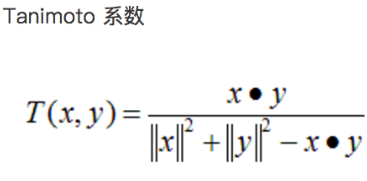 Tanimoto 系数
T(x, y) = x • y / ‖x‖² + ‖y‖² − x • y